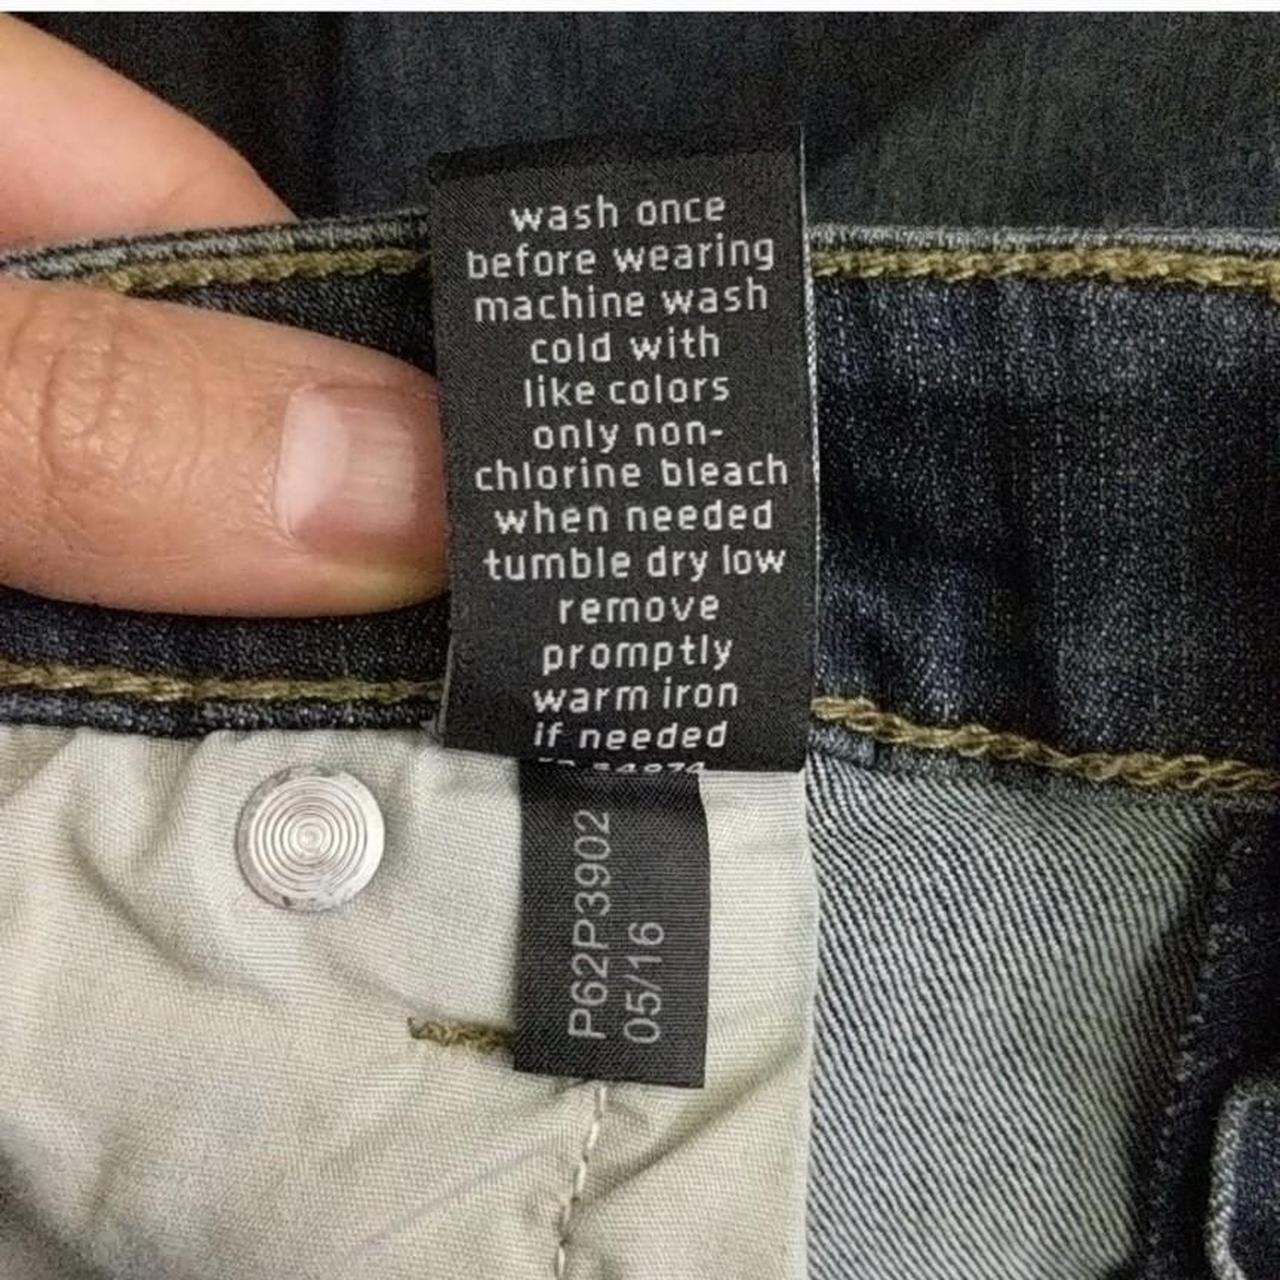 wash once
before wearing
machine wash
cold with
like colors
only non-
chlorine bleach
when needed
tumble dry low
remove
promptly
warm iron
if needed
P62P3902
05/16